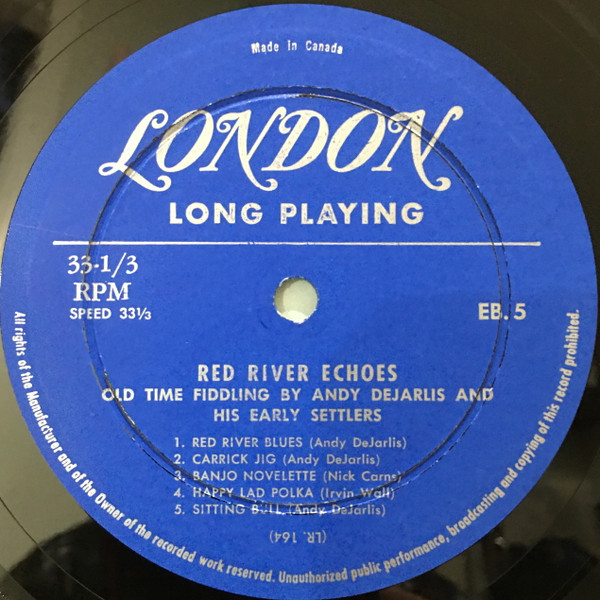 Made in Canada
LONDON
LONG PLAYING
33-1/3
RPM
SPEED 33⅓
EB. 5
RED RIVER ECHOES
OLD TIME FIDDLING BY ANDY DEJARLIS AND
HIS EARLY SETTLERS
1. RED RIVER BLUES (Andy DeJarlis)
2. CARRICK JIG (Andy DeJarlis)
3. BANJO NOVELETTE (Nick Carns)
4. HAPPY LAD POLKA (Irvin Wall)
5. SITTING BULL (Andy DeJarlis)
(LR. 164)
All rights of the Manufacturer and of the Owner of the recorded work reserved. Unauthorized public performance, broadcasting and copying of this record prohibited.